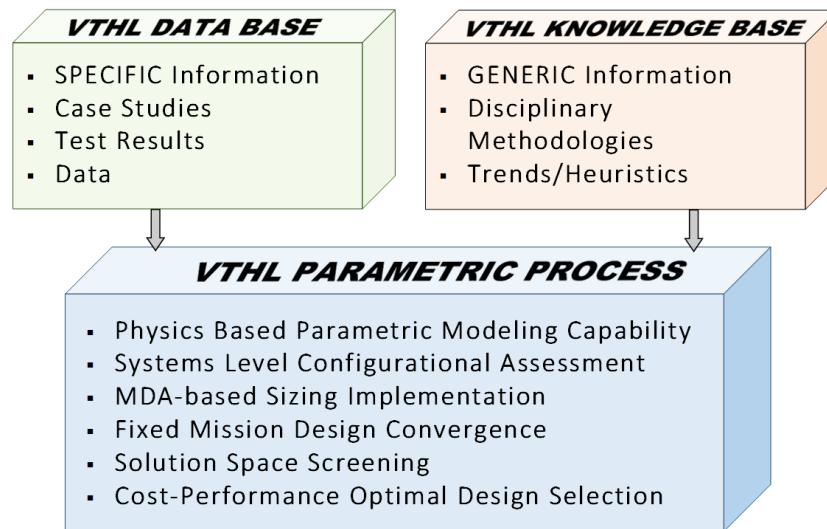 VTHL DATA BASE
▪ SPECIFIC Information
▪ Case Studies
▪ Test Results
▪ Data
VTHL KNOWLEDGE BASE
▪ GENERIC Information
▪ Disciplinary
Methodologies
▪ Trends/Heuristics
VTHL PARAMETRIC PROCESS
▪ Physics Based Parametric Modeling Capability
▪ Systems Level Configurational Assessment
▪ MDA-based Sizing Implementation
▪ Fixed Mission Design Convergence
▪ Solution Space Screening
▪ Cost-Performance Optimal Design Selection